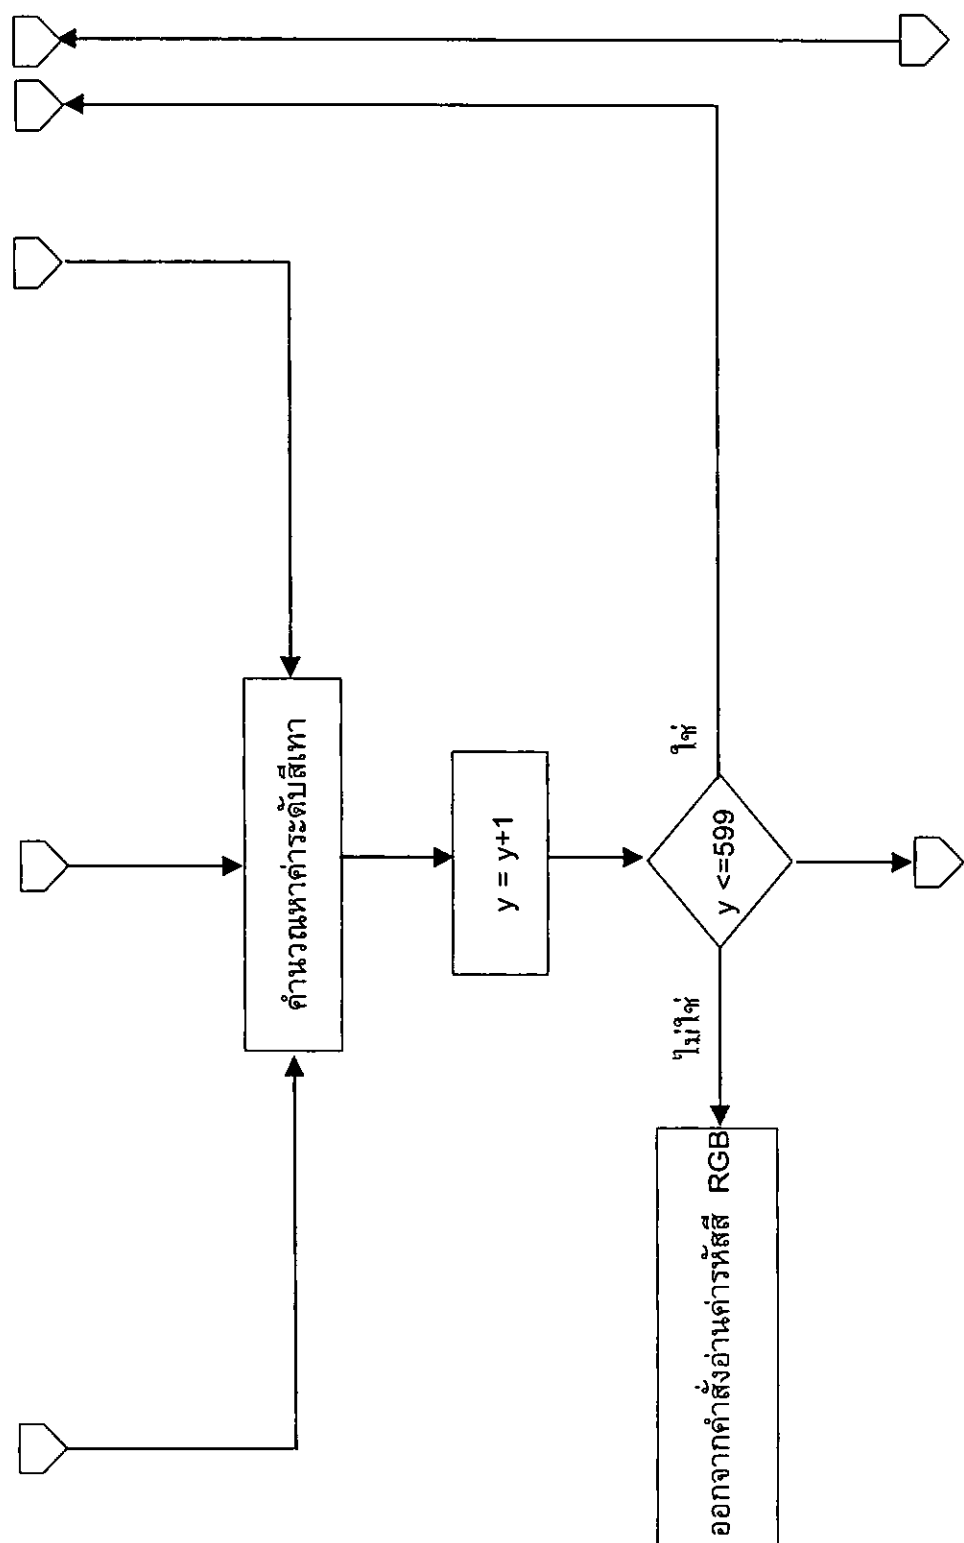 คำนวณหาค่าระดับสีเทา
y = y+1
y <=599
ใช่
ไม่ใช่
ออกจากคำสั่งอ่านค่ารหัสสี RGB